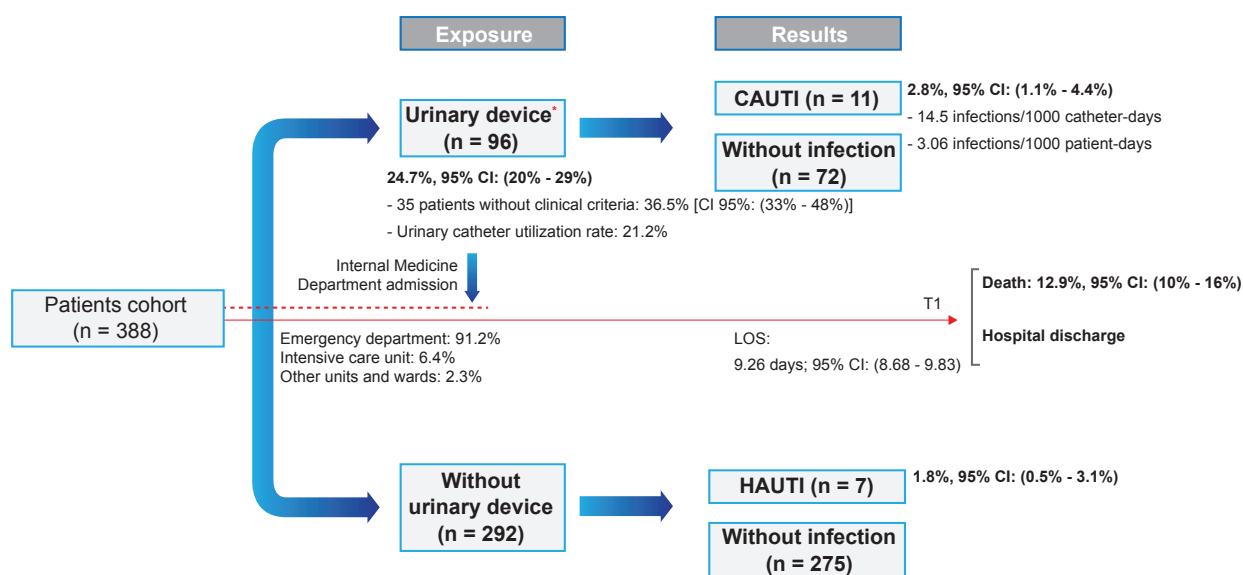 Exposure
Results
Urinary device*
(n = 96)
24.7%, 95% CI: (20% - 29%)
- 35 patients without clinical criteria: 36.5% [CI 95%: (33% - 48%)]
- Urinary catheter utilization rate: 21.2%
CAUTI (n = 11)
2.8%, 95% CI: (1.1% - 4.4%)
- 14.5 infections/1000 catheter-days
- 3.06 infections/1000 patient-days
Without infection
(n = 72)
Internal Medicine
Department admission
Patients cohort
(n = 388)
Emergency department: 91.2%
Intensive care unit: 6.4%
Other units and wards: 2.3%
T1
LOS:
9.26 days; 95% CI: (8.68 - 9.83)
Death: 12.9%, 95% CI: (10% - 16%)
Hospital discharge
Without
urinary device
(n = 292)
HAUTI (n = 7)
1.8%, 95% CI: (0.5% - 3.1%)
Without infection
(n = 275)